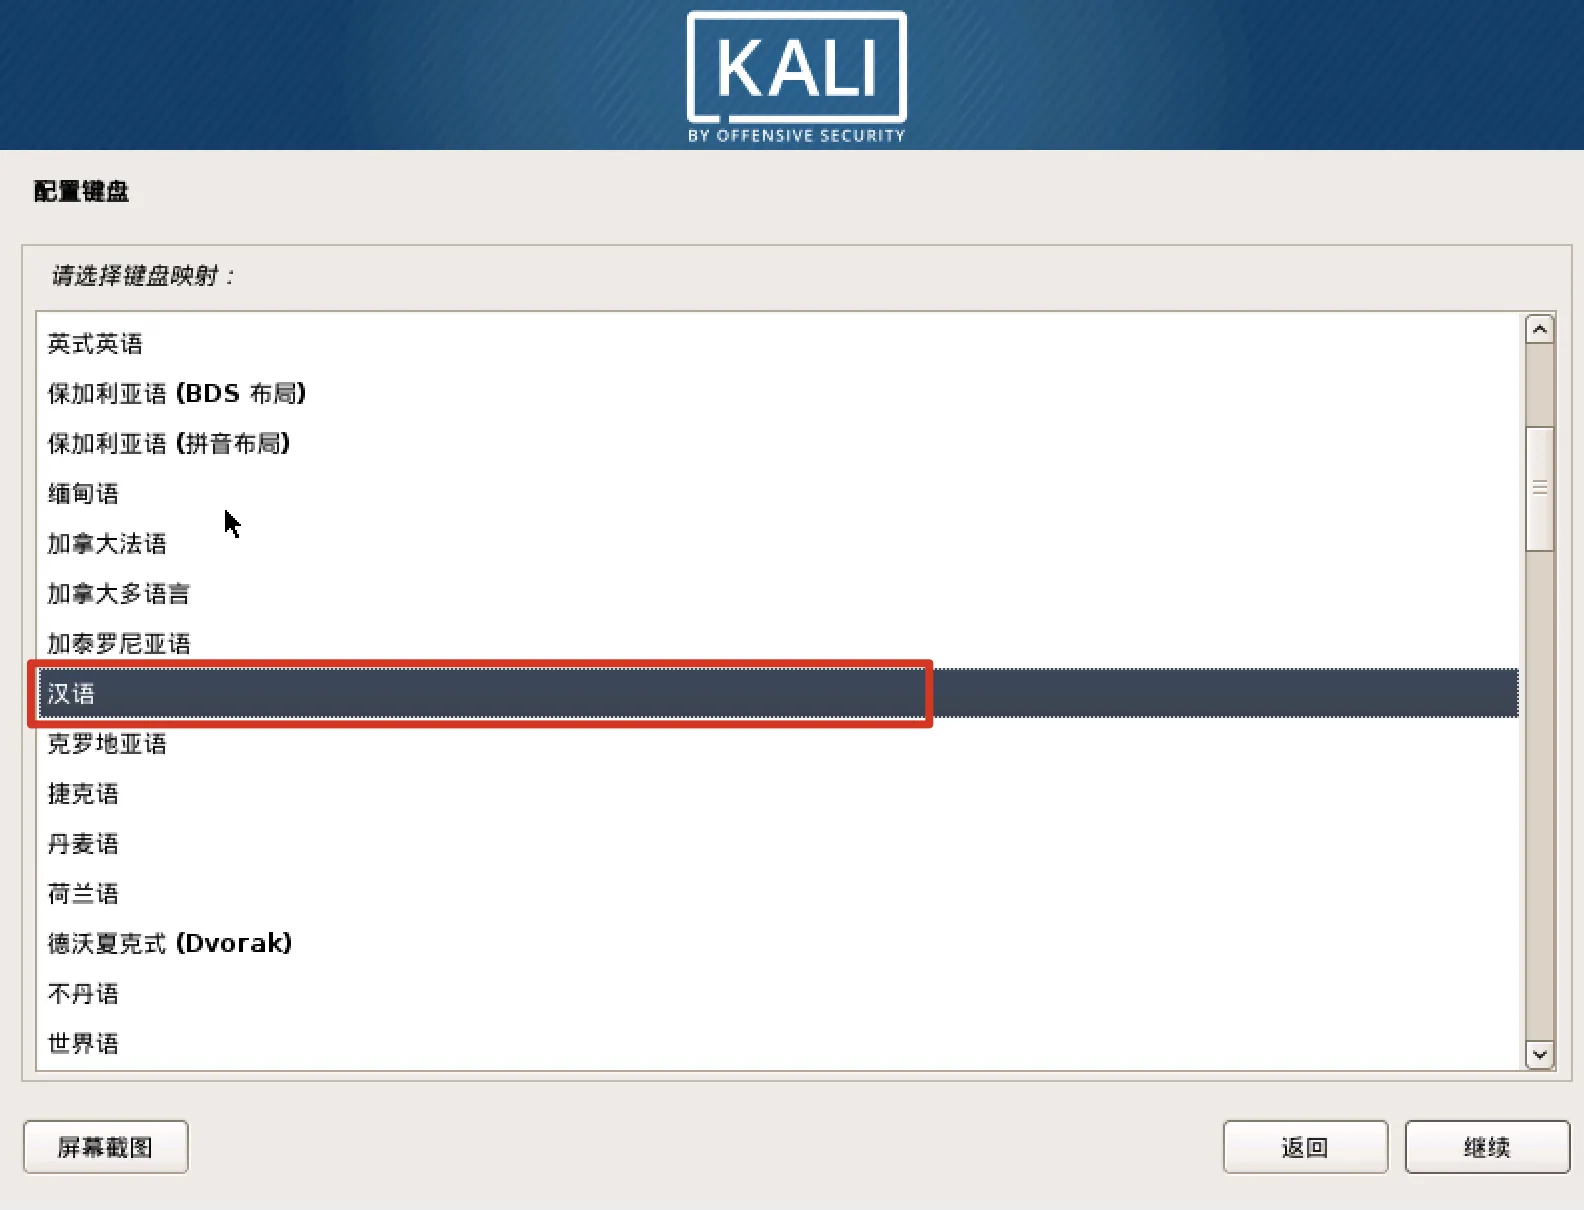 KALI
BY OFFENSIVE SECURITY
配置键盘
请选择键盘映射：
英式英语
保加利亚语 (BDS 布局)
保加利亚语 (拼音布局)
缅甸语
加拿大法语
加拿大多语言
加泰罗尼亚语
汉语
克罗地亚语
捷克语
丹麦语
荷兰语
德沃夏克式 (Dvorak)
不丹语
世界语
屏幕截图
返回
继续